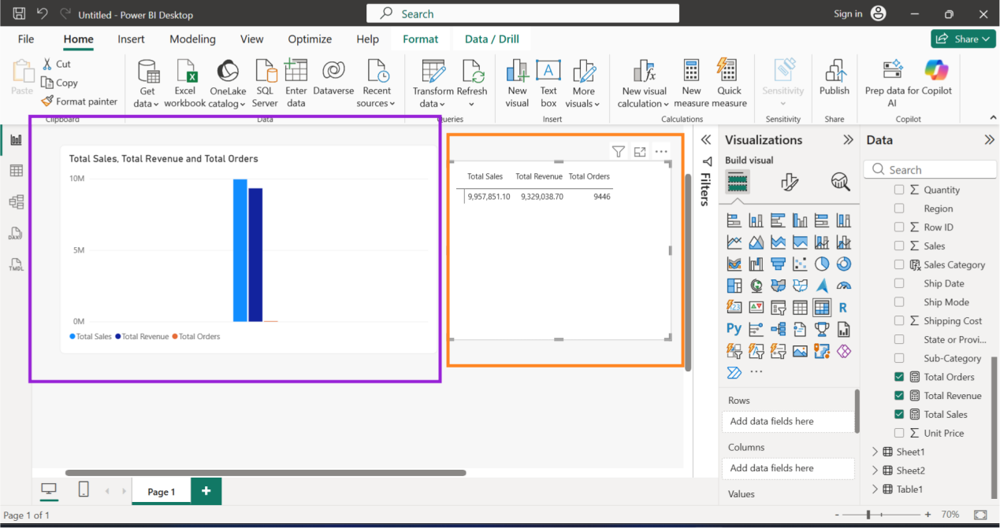 Untitled - Power BI Desktop
Search
Sign in
File Home Insert Modeling View Optimize Help Format Data / Drill
Share
Paste
Cut
Copy
Format painter
Clipboard
Get data
Excel workbook
OneLake catalog
SQL Server
Enter data
Dataverse
Recent sources
Data
Transform data
Refresh
Queries
New visual
Text box
More visuals
Insert
New visual calculation
New measure
Quick measure
Calculations
Sensitivity
Sensitivity
Publish
Share
Prep data for AI
Copilot
Copilot
DAX
TMDL
Total Sales, Total Revenue and Total Orders
10M
5M
0M
Total Sales Total Revenue Total Orders
Total Sales Total Revenue Total Orders
9,957,851.10 9,329,038.70 9446
Filters
Visualizations
Build visual
123
R
Py
Rows
Add data fields here
Columns
Add data fields here
Values
Data
Search
Quantity
Region
Row ID
Sales
Sales Category
Ship Date
Ship Mode
Shipping Cost
State or Provi...
Sub-Category
Total Orders
Total Revenue
Total Sales
Unit Price
Sheet1
Sheet2
Table1
Page 1
Page 1 of 1
70%